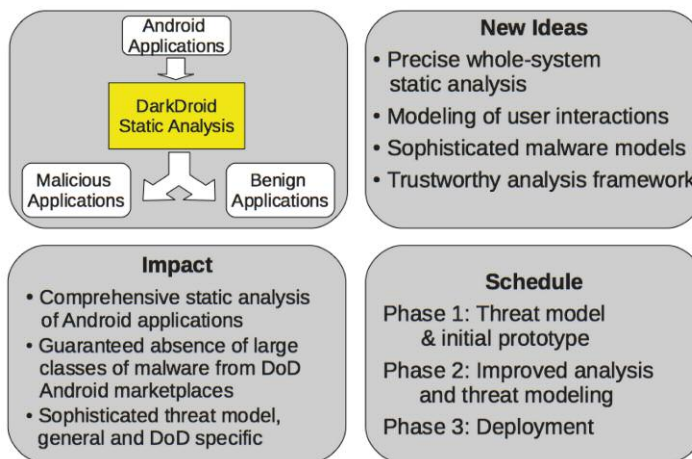 Android
Applications
DarkDroid
Static Analysis
Malicious
Applications
Benign
Applications
New Ideas
• Precise whole-system
static analysis
• Modeling of user interactions
• Sophisticated malware models
• Trustworthy analysis framework
Impact
• Comprehensive static analysis
of Android applications
• Guaranteed absence of large
classes of malware from DoD
Android marketplaces
• Sophisticated threat model,
general and DoD specific
Schedule
Phase 1: Threat model
& initial prototype
Phase 2: Improved analysis
and threat modeling
Phase 3: Deployment